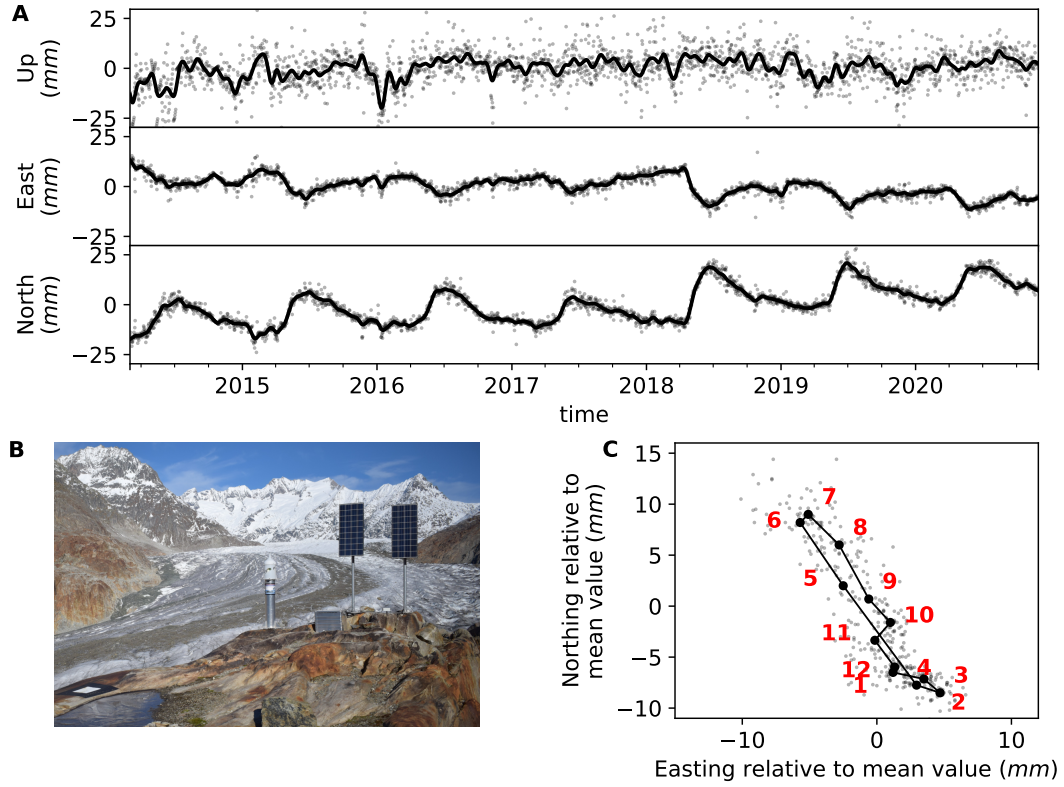 A
25
0
−25
Up
(mm)
25
0
−25
East
(mm)
25
0
−25
North
(mm)
2015 2016 2017 2018 2019 2020
time
B
C
15
10
5
0
−5
−10
Northing relative to
mean value (mm)
7
6
8
5
9
10
11
12
4
3
1
2
−10 0 10
Easting relative to mean value (mm)